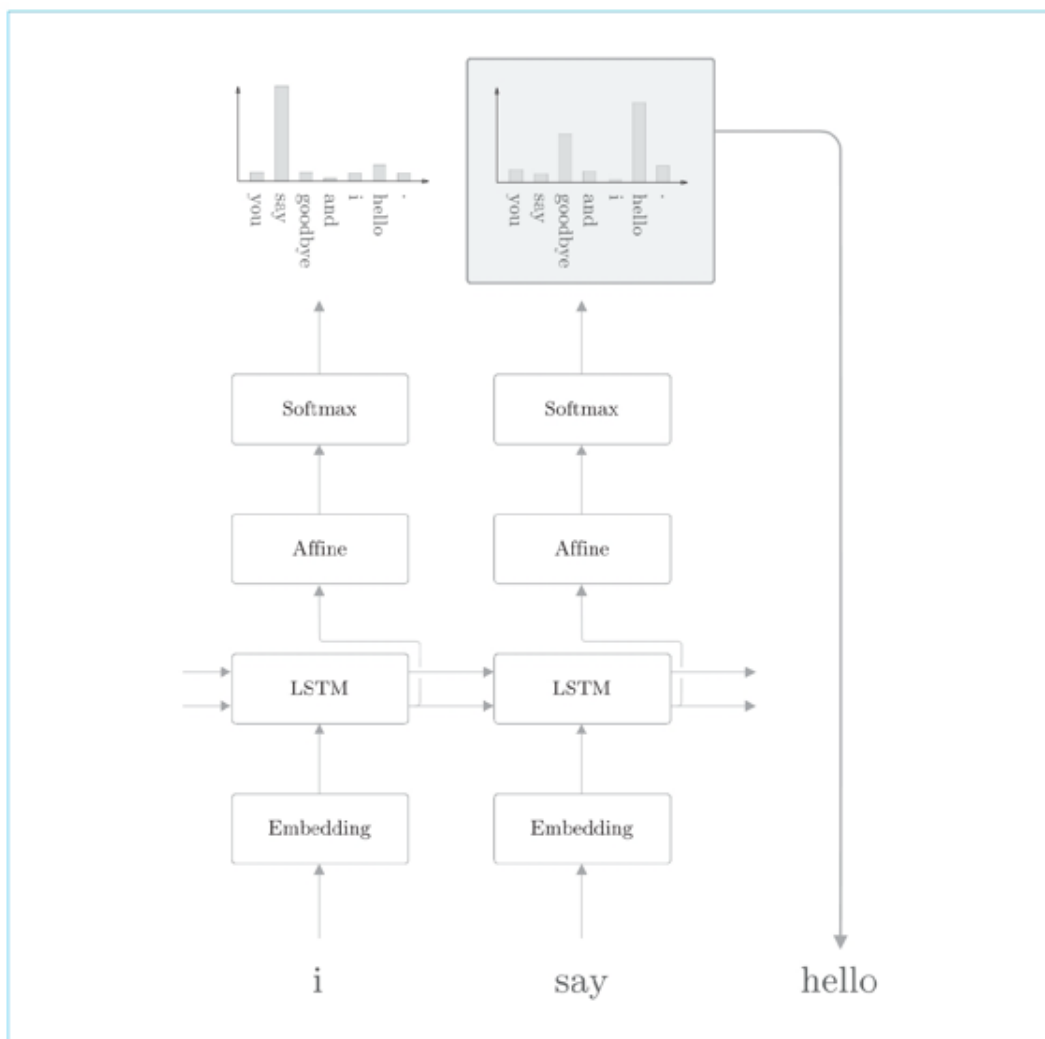 you say goodbye and i hello .
you say goodbye and i hello .
Softmax Softmax
Affine Affine
LSTM LSTM
Embedding Embedding
i say hello